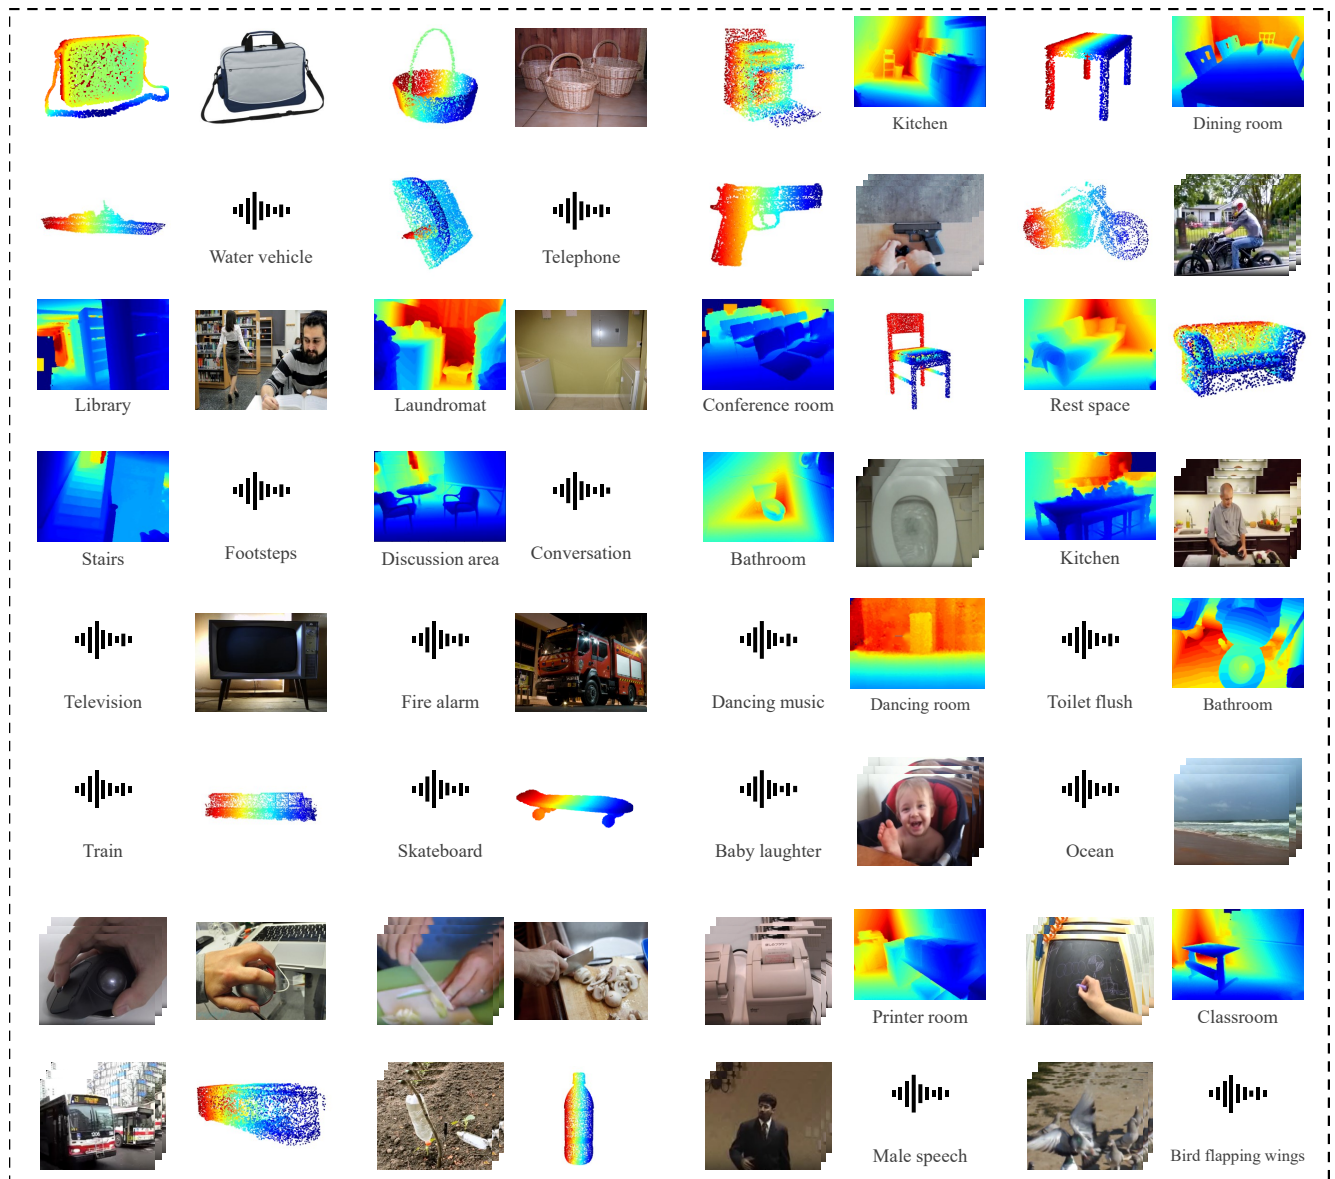 Kitchen
Dining room
Water vehicle
Telephone
Library
Laundromat
Conference room
Rest space
Stairs
Footsteps
Discussion area
Conversation
Bathroom
Kitchen
Television
Fire alarm
Dancing music
Dancing room
Toilet flush
Bathroom
Train
Skateboard
Baby laughter
Ocean
Printer room
Classroom
Male speech
Bird flapping wings